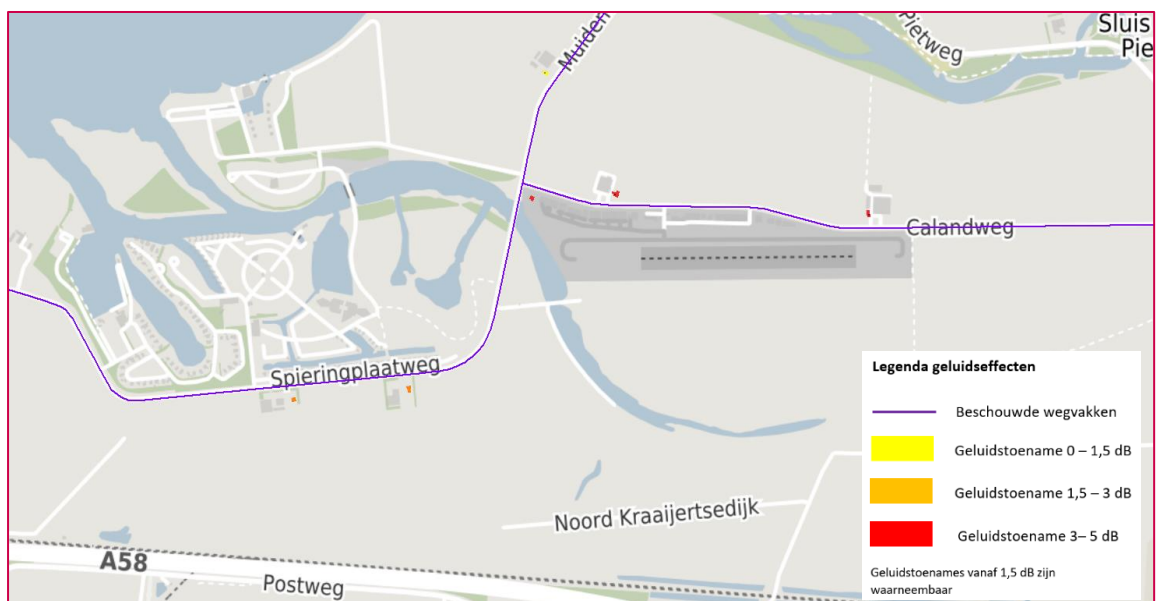 Muiden
Pietweg
Sluis
Pie
Calandweg
Spieringplaatweg
Noord Kraaijertsedijk
A58
Postweg
Legenda geluidseffecten
Beschouwde wegvakken
Geluidstoename 0 – 1,5 dB
Geluidstoename 1,5 – 3 dB
Geluidstoename 3– 5 dB
Geluidstoenames vanaf 1,5 dB zijn
waarneembaar